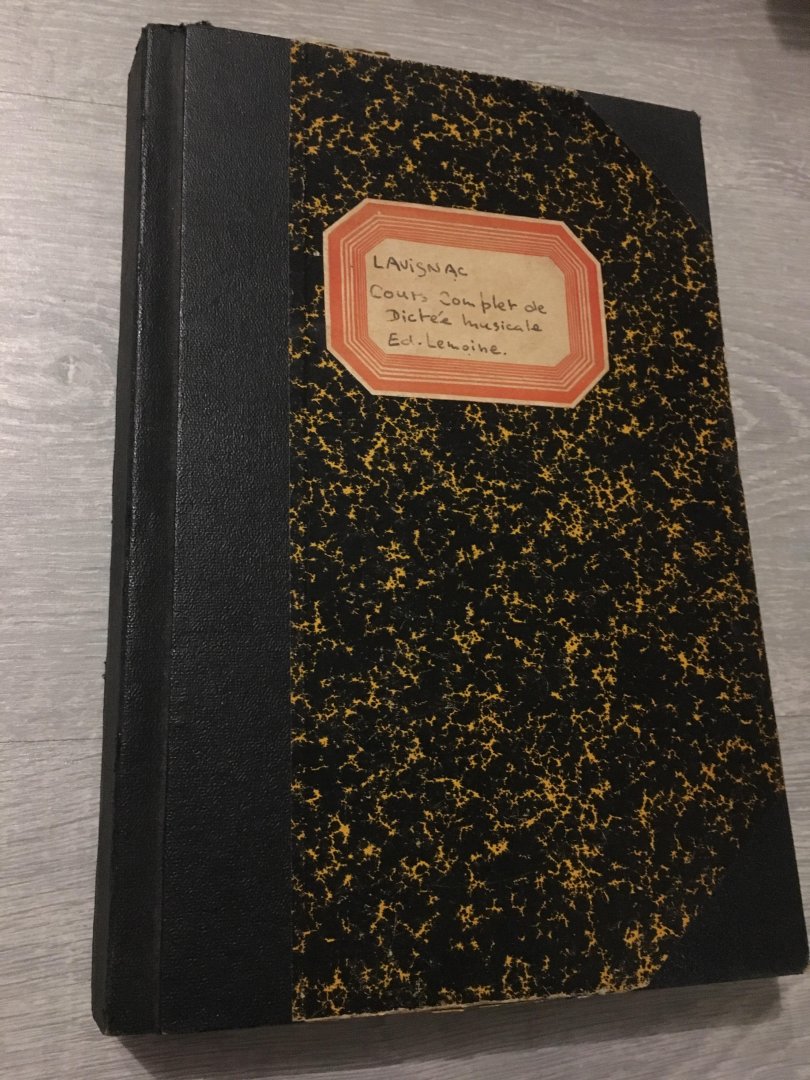 LAVIGNAC
Cours Complet de
Dictée musicale
Ed. Lemoine.